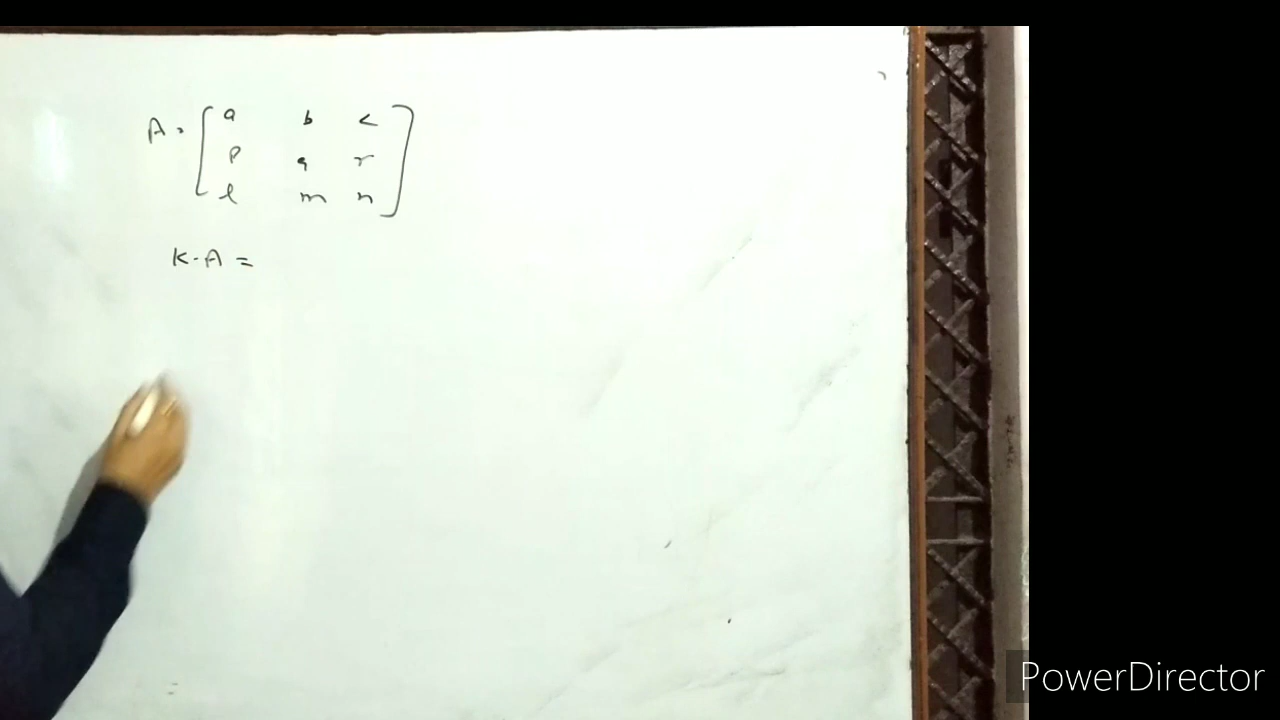 A = [ a b c
p q r
l m n ]
K·A =
PowerDirector